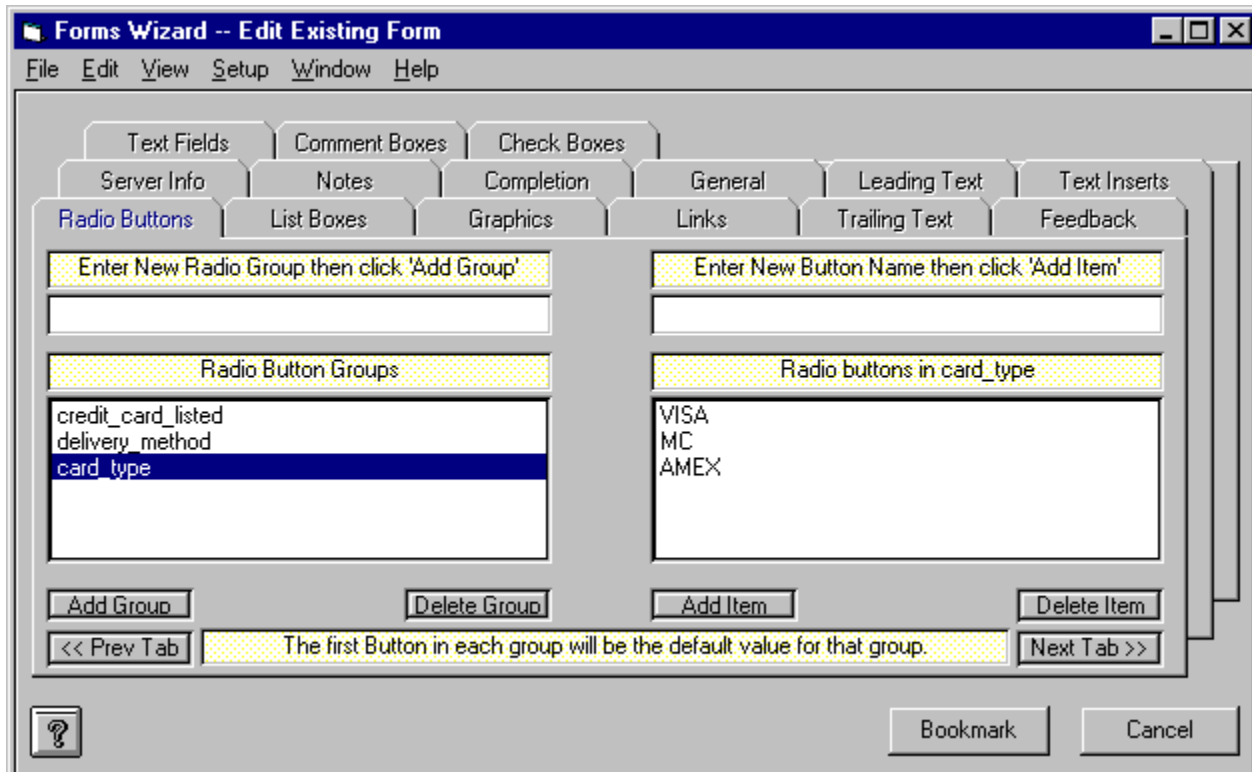 Forms Wizard -- Edit Existing Form
File Edit View Setup Window Help
Text Fields Comment Boxes Check Boxes
Server Info Notes Completion General Leading Text Text Inserts
Radio Buttons List Boxes Graphics Links Trailing Text Feedback
Enter New Radio Group then click 'Add Group' Enter New Button Name then click 'Add Item'
Radio Button Groups Radio buttons in card_type
credit_card_listed VISA
delivery_method MC
card_type AMEX
Add Group Delete Group Add Item Delete Item
<< Prev Tab The first Button in each group will be the default value for that group. Next Tab >>
? Bookmark Cancel